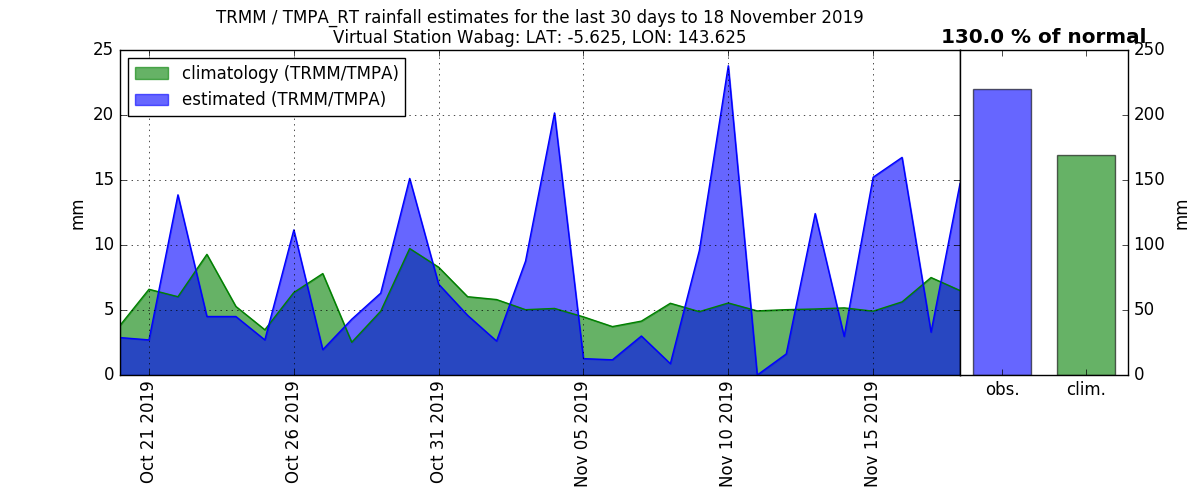 TRMM / TMPA_RT rainfall estimates for the last 30 days to 18 November 2019
Virtual Station Wabag: LAT: -5.625, LON: 143.625
130.0 % of normal
climatology (TRMM/TMPA)
estimated (TRMM/TMPA)
25
20
15
10
5
0
mm
Oct 21 2019
Oct 26 2019
Oct 31 2019
Nov 05 2019
Nov 10 2019
Nov 15 2019
250
200
150
100
50
0
mm
obs.
clim.